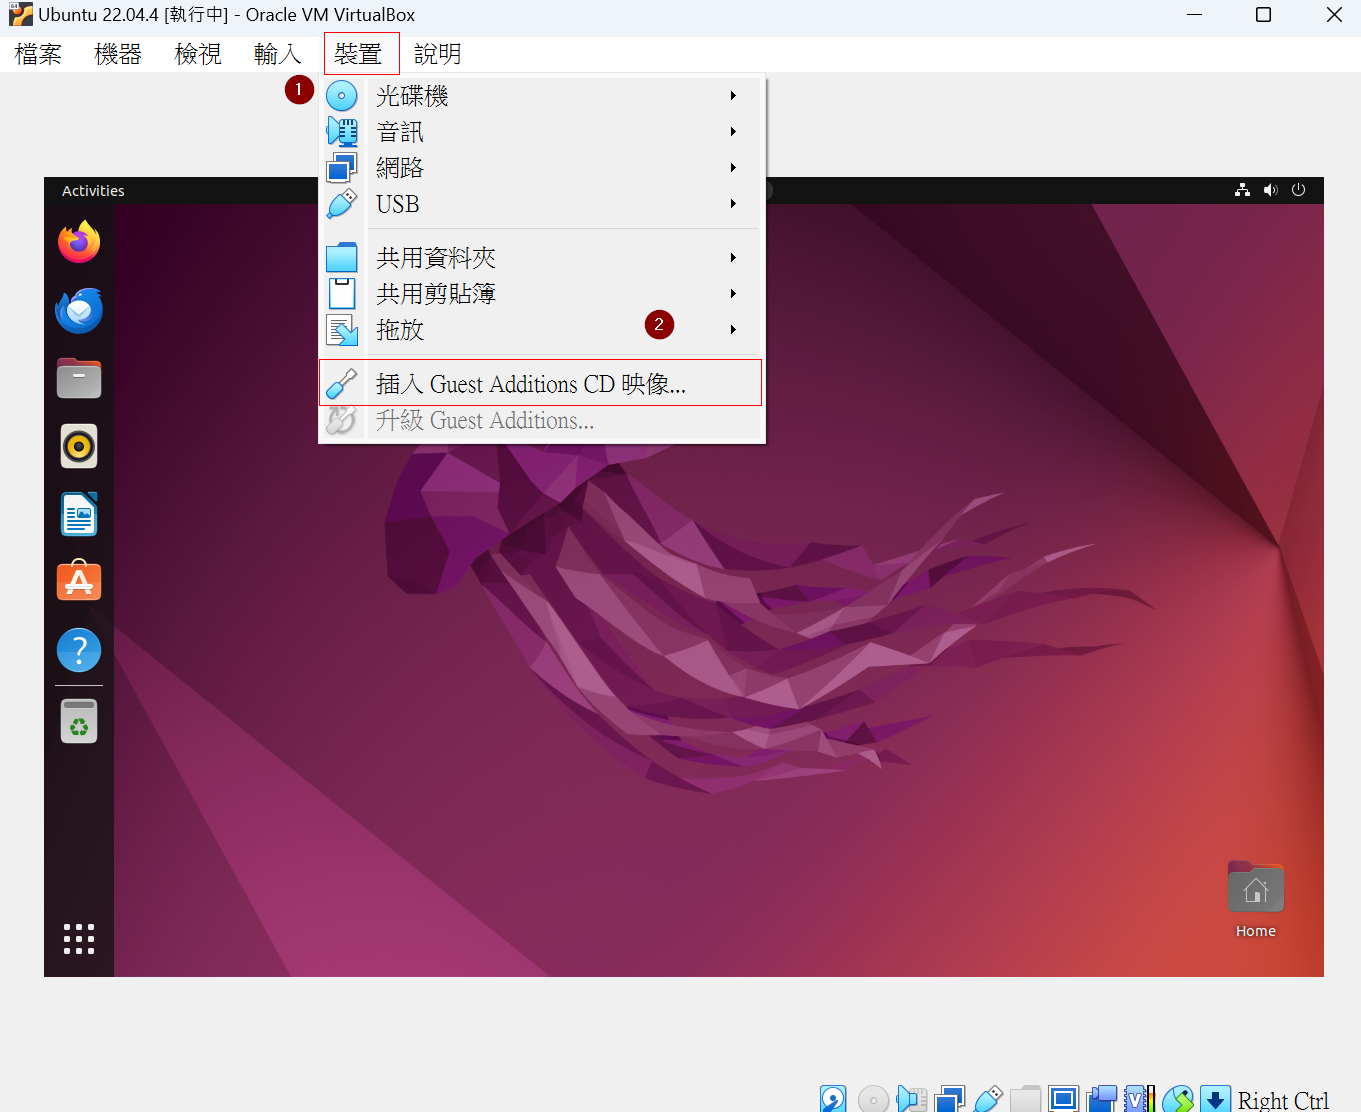 Ubuntu 22.04.4 [執行中] - Oracle VM VirtualBox
檔案 機器 檢視 輸入 裝置 說明
1
光碟機
音訊
網路
Activities
USB
共用資料夾
共用剪貼簿
拖放
2
插入 Guest Additions CD 映像...
升級 Guest Additions...
Home
Right Ctrl